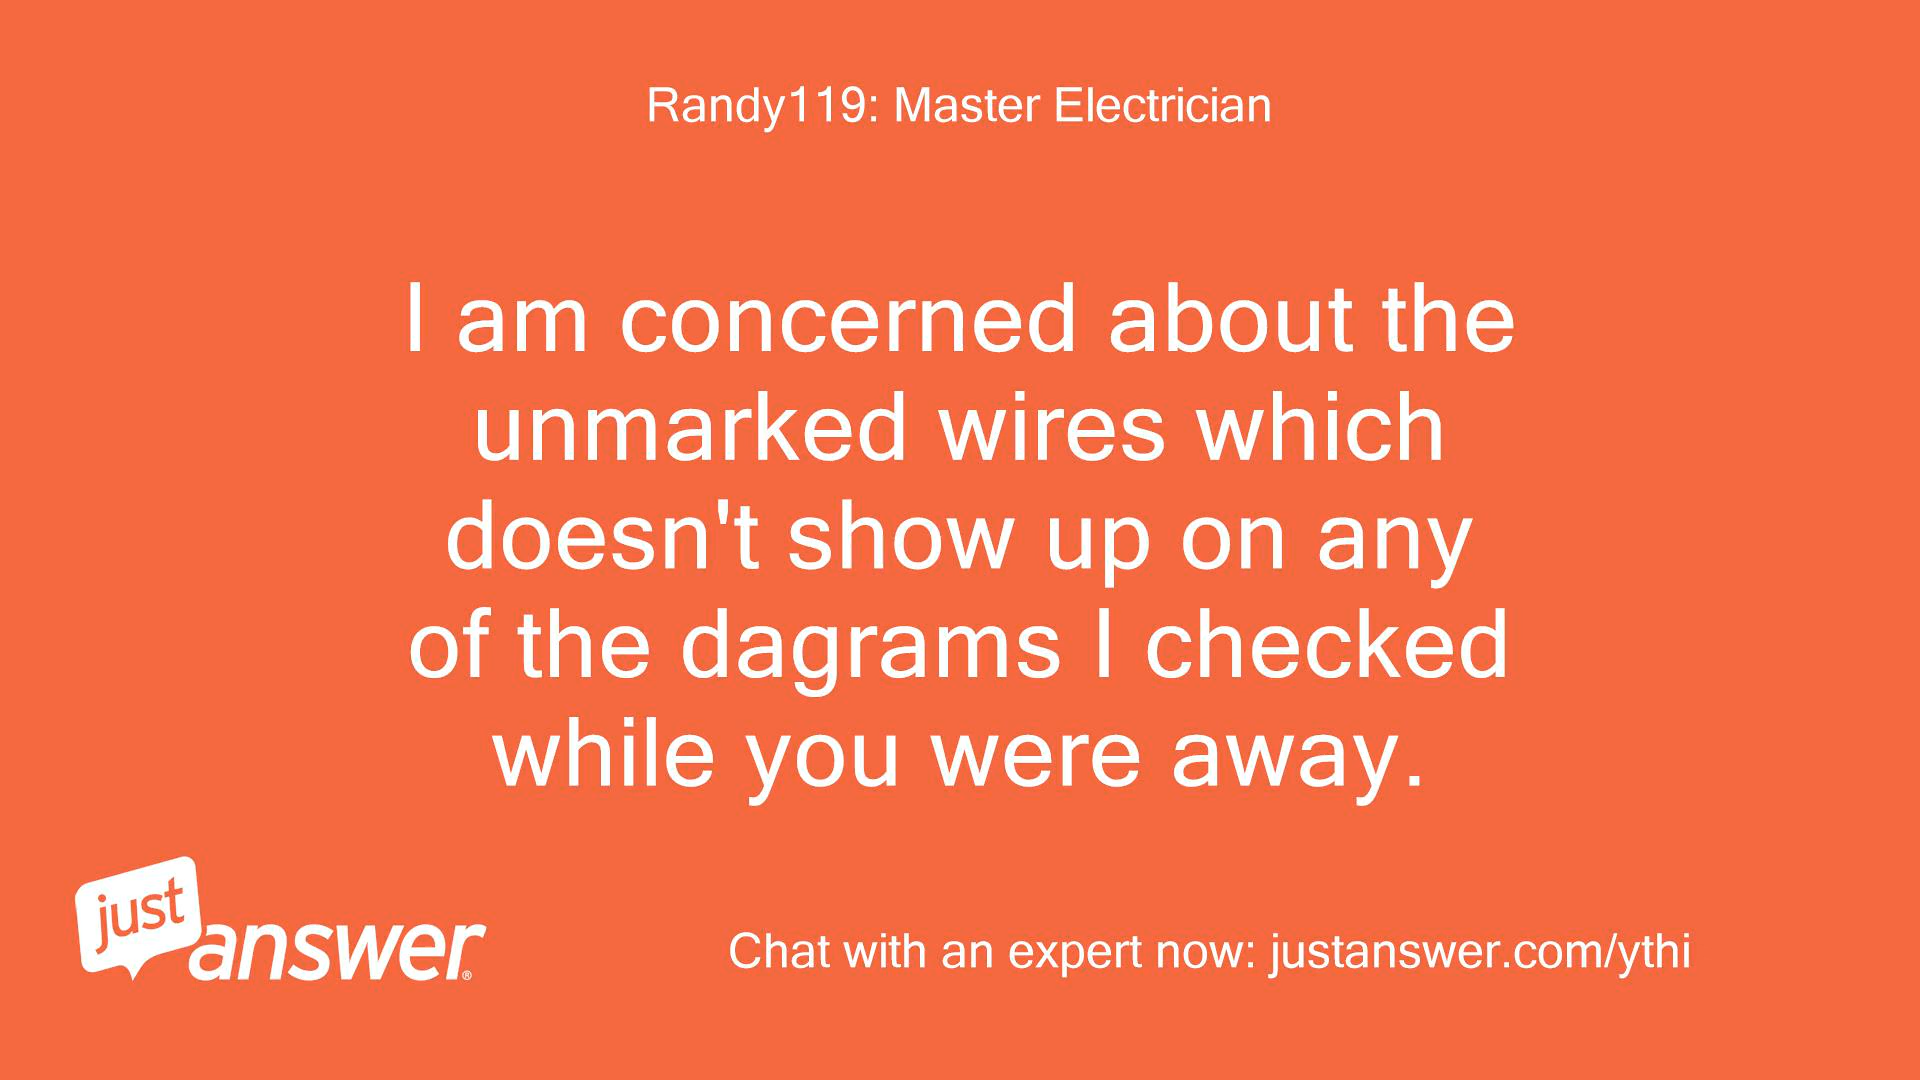 Randy119: Master Electrician
I am concerned about the
unmarked wires which
doesn't show up on any
of the dagrams I checked
while you were away.
just
answer®
Chat with an expert now: justanswer.com/ythi